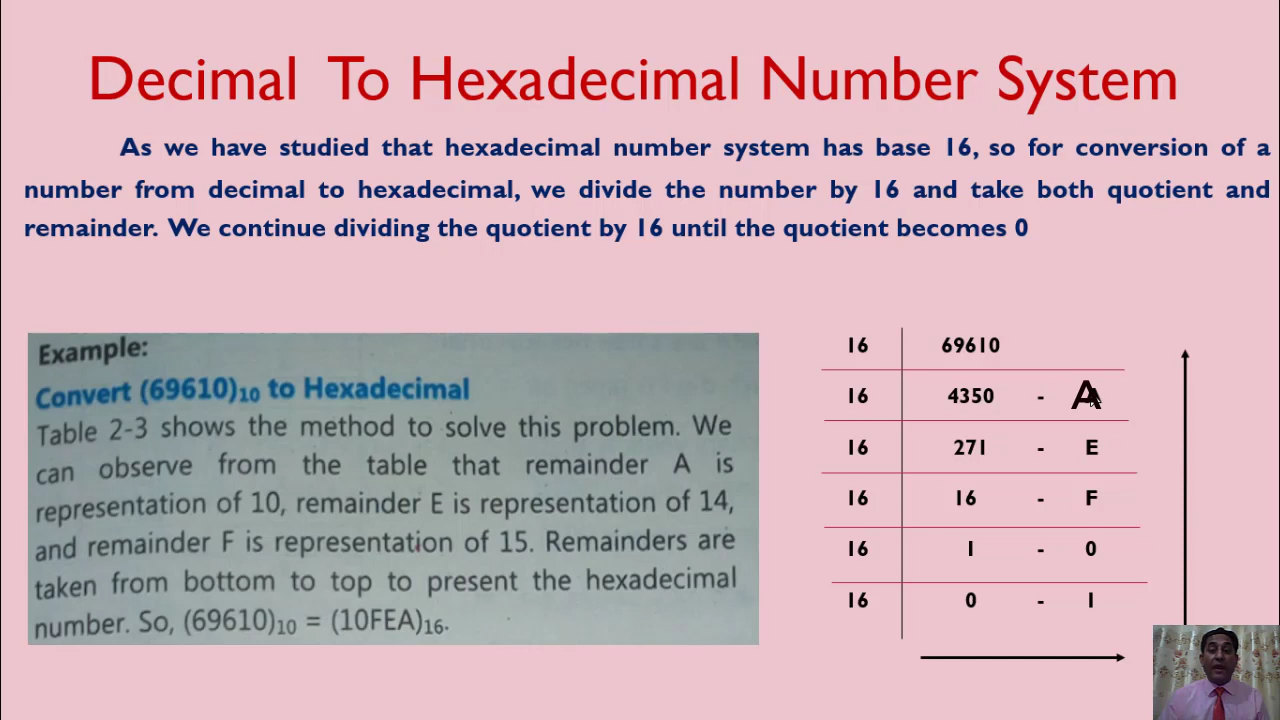 Decimal To Hexadecimal Number System
As we have studied that hexadecimal number system has base 16, so for conversion of a
number from decimal to hexadecimal, we divide the number by 16 and take both quotient and
remainder. We continue dividing the quotient by 16 until the quotient becomes 0
Example:
Convert (69610)10 to Hexadecimal
Table 2-3 shows the method to solve this problem. We
can observe from the table that remainder A is
representation of 10, remainder E is representation of 14,
and remainder F is representation of 15. Remainders are
taken from bottom to top to present the hexadecimal
number. So, (69610)10 = (10FEA)16.
16 69610
16 4350 - A
16 271 - E
16 16 - F
16 1 - 0
16 0 - 1